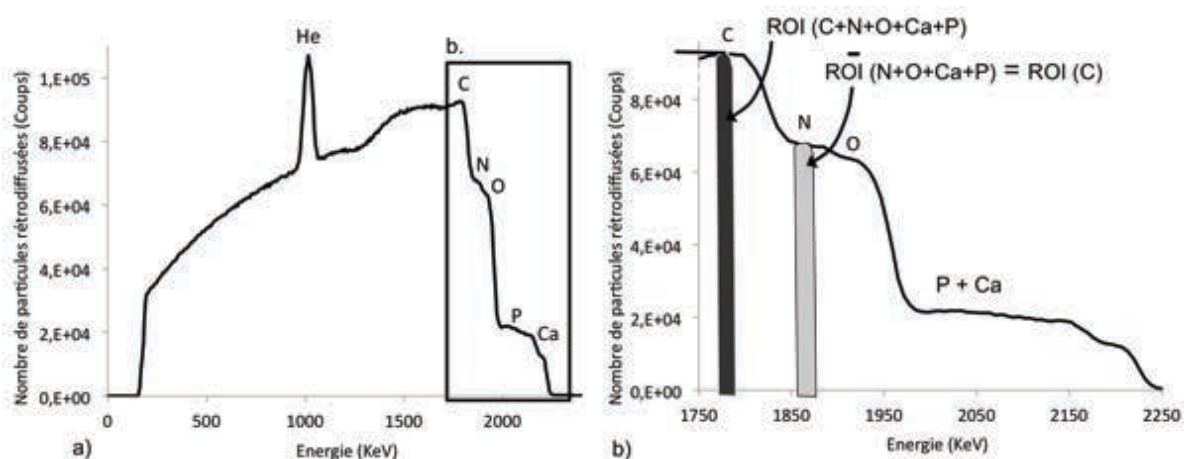 He
b.
C
N
O
P
Ca
Nombre de particules rétrodiffusées (Coups)
1,E+05
8,E+04
6,E+04
4,E+04
2,E+04
0,E+00
0
500
1000
1500
2000
Energie (KeV)
a)
C
ROI (C+N+O+Ca+P)
-
ROI (N+O+Ca+P) = ROI (C)
N
O
P + Ca
Nombre de particules rétrodiffusées (Coups)
8,E+04
6,E+04
4,E+04
2,E+04
0,E+00
1750
1850
1950
2050
2150
2250
Energie (KeV)
b)